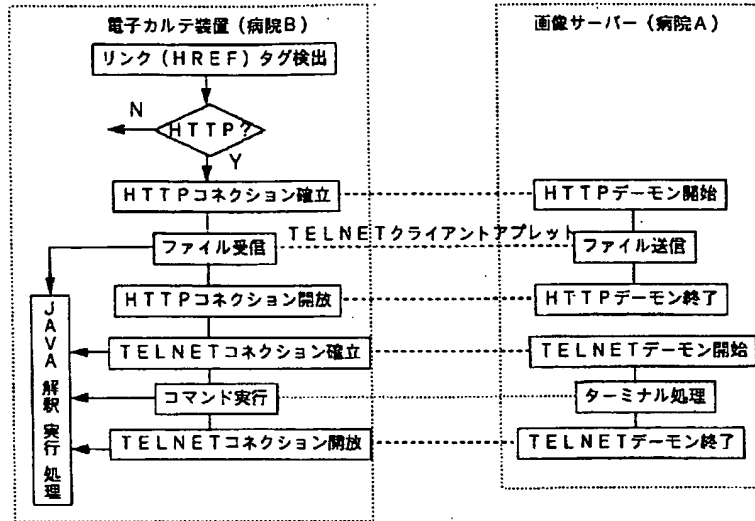 電子カルテ装置（病院B）
画像サーバー（病院A）
リンク（HREF）タグ検出
N
HTTP？
Y
HTTPコネクション確立
HTTPデーモン開始
TELNETクライアントアプレット
ファイル受信
ファイル送信
HTTPコネクション開放
HTTPデーモン終了
JAVA 解釈 実行 処理
TELNETコネクション確立
TELNETデーモン開始
コマンド実行
ターミナル処理
TELNETコネクション開放
TELNETデーモン終了